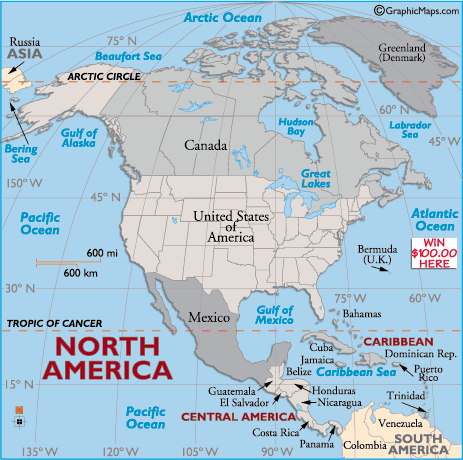 ©GraphicMaps.com
Arctic Ocean
Russia
ASIA
75° N
Beaufort Sea
Greenland
(Denmark)
ARCTIC CIRCLE
60° N
Bering
Sea
Gulf of
Alaska
Hudson
Bay
Labrador
Sea
45° W
Canada
Great
Lakes
150° W
45° N
Pacific
Ocean
United States
of
America
Atlantic
Ocean
WIN
$100.00
HERE
Bermuda
(U.K.)
600 mi
600 km
30° N
75°W
60° W
Gulf of
Mexico
Bahamas
TROPIC OF CANCER
Mexico
NORTH
AMERICA
CARIBBEAN
Cuba
Jamaica
Dominican Rep.
Belize
Caribbean Sea
Puerto
Rico
15° N
Guatemala
Honduras
El Salvador
Nicaragua
Trinidad
Pacific
Ocean
CENTRAL AMERICA
Costa Rica
Panama
Venezuela
Colombia
SOUTH
AMERICA
135°W
120° W
105°W
90°W